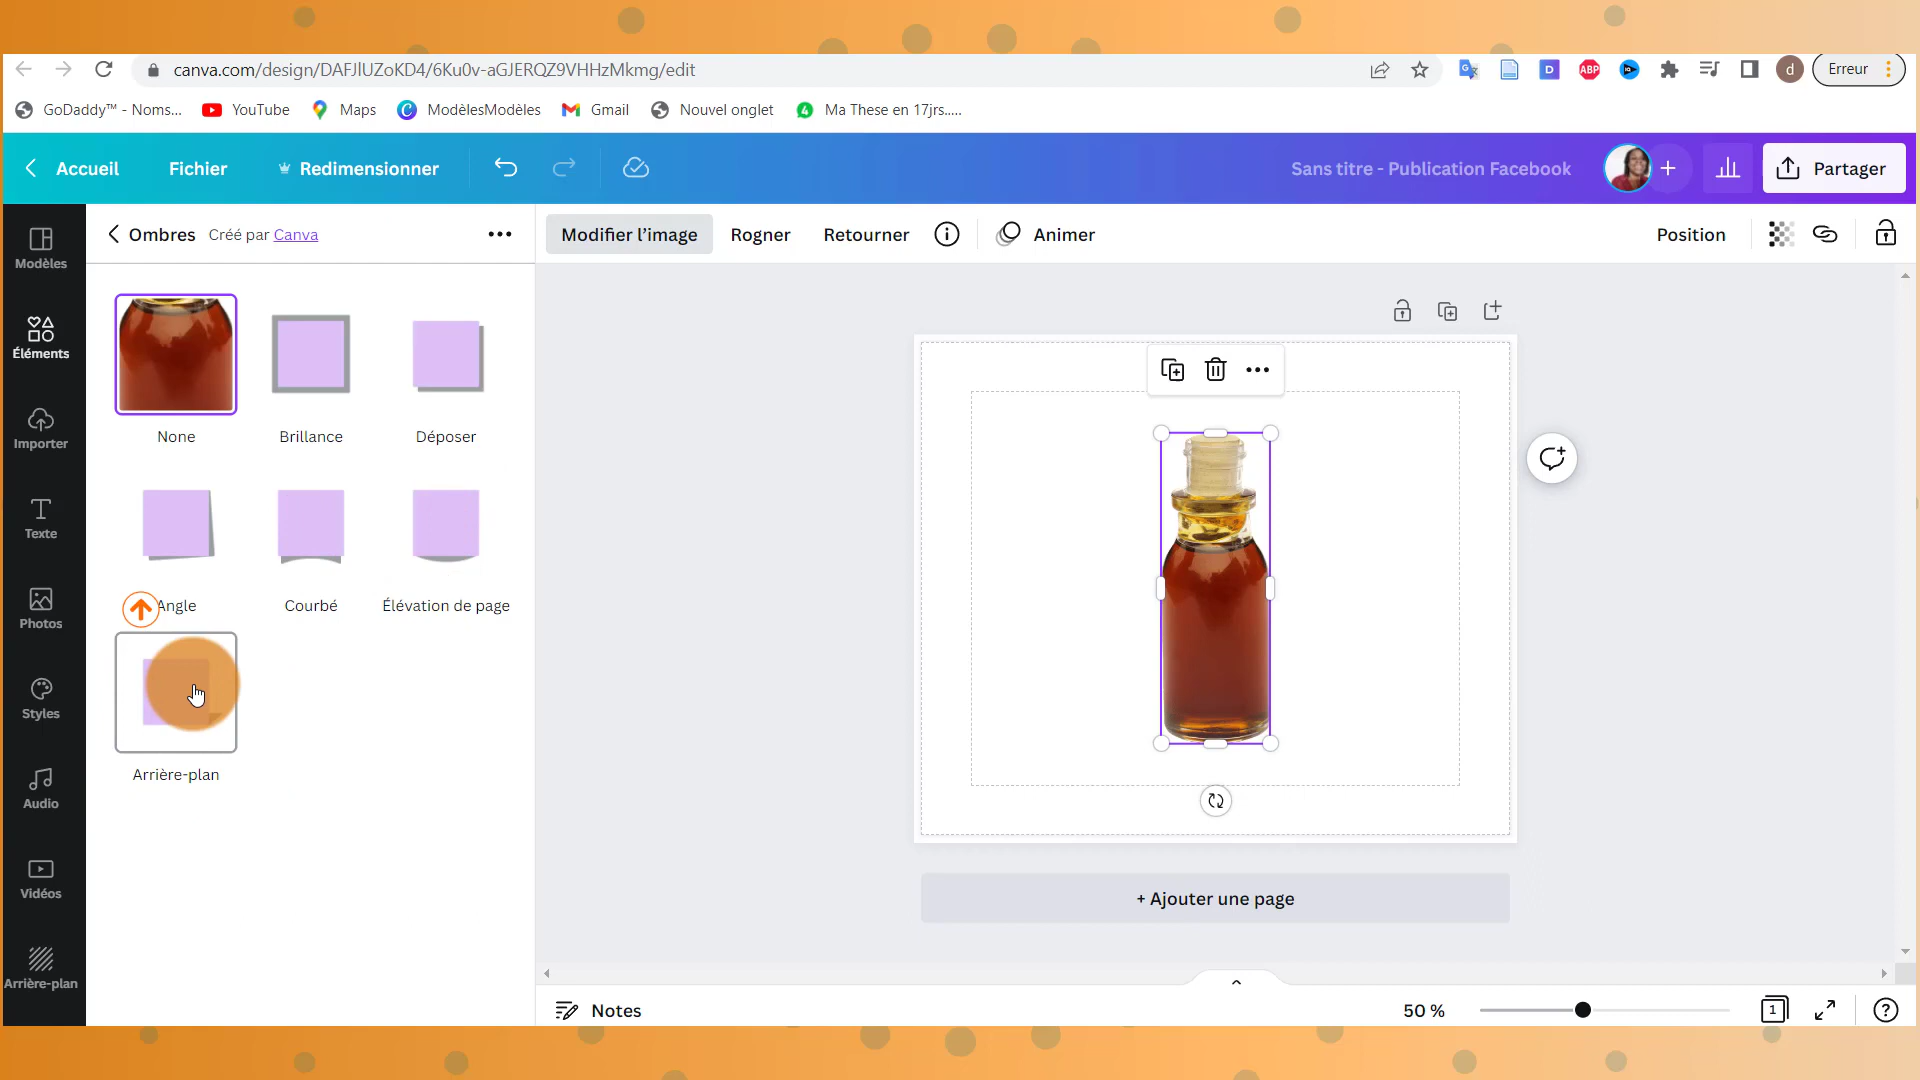 canva.com/design/DAFJlUZoKD4/6Ku0v-aGJERQZ9VHHzMkmg/edit
ABP
d
Erreur
GoDaddy™ - Noms...
YouTube
Maps
ModèlesModèles
Gmail
Nouvel onglet
Ma These en 17jrs.....
Accueil
Fichier
Redimensionner
Sans titre - Publication Facebook
Partager
Modèles
Éléments
Importer
Texte
Photos
Styles
Audio
Vidéos
Arrière-plan
Ombres Créé par Canva
None
Brillance
Déposer
Angle
Courbé
Élévation de page
Arrière-plan
Modifier l'image
Rogner
Retourner
Animer
Position
+ Ajouter une page
Notes
50 %
1